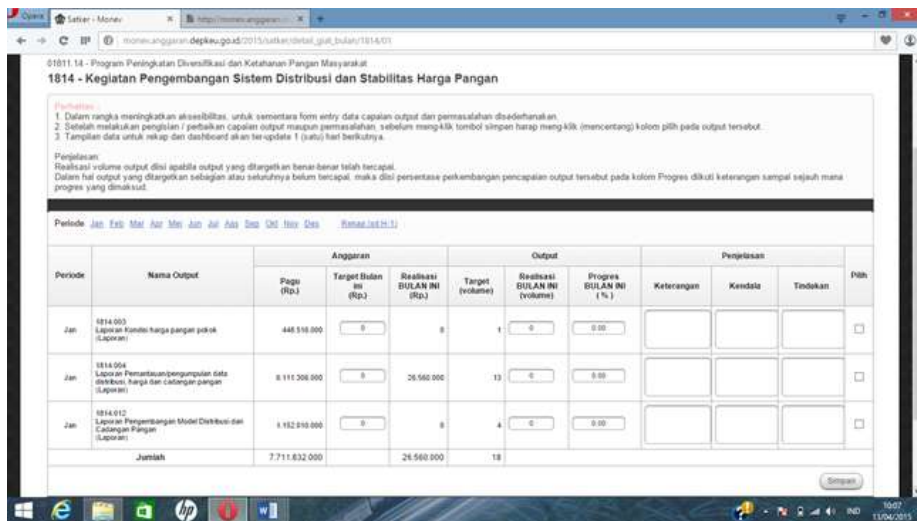 Opera
Satker - Monev
http://monev.anggaran
monev.anggaran.depkeu.go.id/2015/satker/detail_giat_bulan/1814/01
01811.14 - Program Peningkatan Diversifikasi dan Ketahanan Pangan Masyarakat
1814 - Kegiatan Pengembangan Sistem Distribusi dan Stabilitas Harga Pangan
Perhatian :
1. Dalam rangka meningkatkan aksesibilitas, untuk sementara form entry data capaian output dan permasalahan disederhanakan.
2. Setelah melakukan pengisian / perbaikan capaian output maupun permasalahan, sebelum meng-klik tombol simpan harap meng-klik (mencentang) kolom pilih pada output tersebut.
3. Tampilan data untuk rekap dan dashboard akan ter-update 1 (satu) hari berikutnya.
Penjelasan:
Realisasi volume output diisi apabila output yang ditargetkan benar-benar telah tercapai.
Dalam hal output yang ditargetkan sebagian atau seluruhnya belum tercapai, maka diisi persentase perkembangan pencapaian output tersebut pada kolom Progres diikuti keterangan sampai sejauh mana
progres yang dimaksud.
Periode Jan Feb Mar Apr Mei Jun Jul Ags Sep Okt Nov Des
Periode Nama Output Anggaran Output Penjelasan Pilih
Pagu (Rp.) Target Bulan ini (Rp.) Realisasi BULAN INI (Rp.) Target (volume) Realisasi BULAN INI (volume) Progres BULAN INI ( % ) Keterangan Kendala Tindakan
1814.003
Jan Laporan Kondisi harga pangan pokok 448.516.000 0 0 1 0 0.00
(Laporan)
1814.004
Laporan Pemantauan/pengumpulan data
Jan distribusi, harga dan cadangan pangan 6.111.306.000 0 26.560.000 13 0 0.00
(Laporan)
1814.012
Laporan Pengembangan Model Distribusi dan
Jan Cadangan Pangan 1.152.010.000 0 0 4 0 0.00
(Laporan)
Jumlah 7.711.832.000 26.560.000 18
Simpan
hp
IND
10:07
13/04/2015